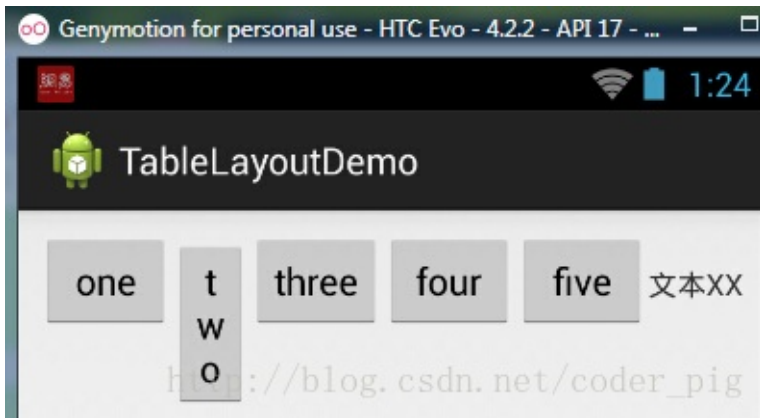 Genymotion for personal use - HTC Evo - 4.2.2 - API 17 - ...
1:24
TableLayoutDemo
one
two
three
four
five
文本XX
http://blog.csdn.net/coder_pig